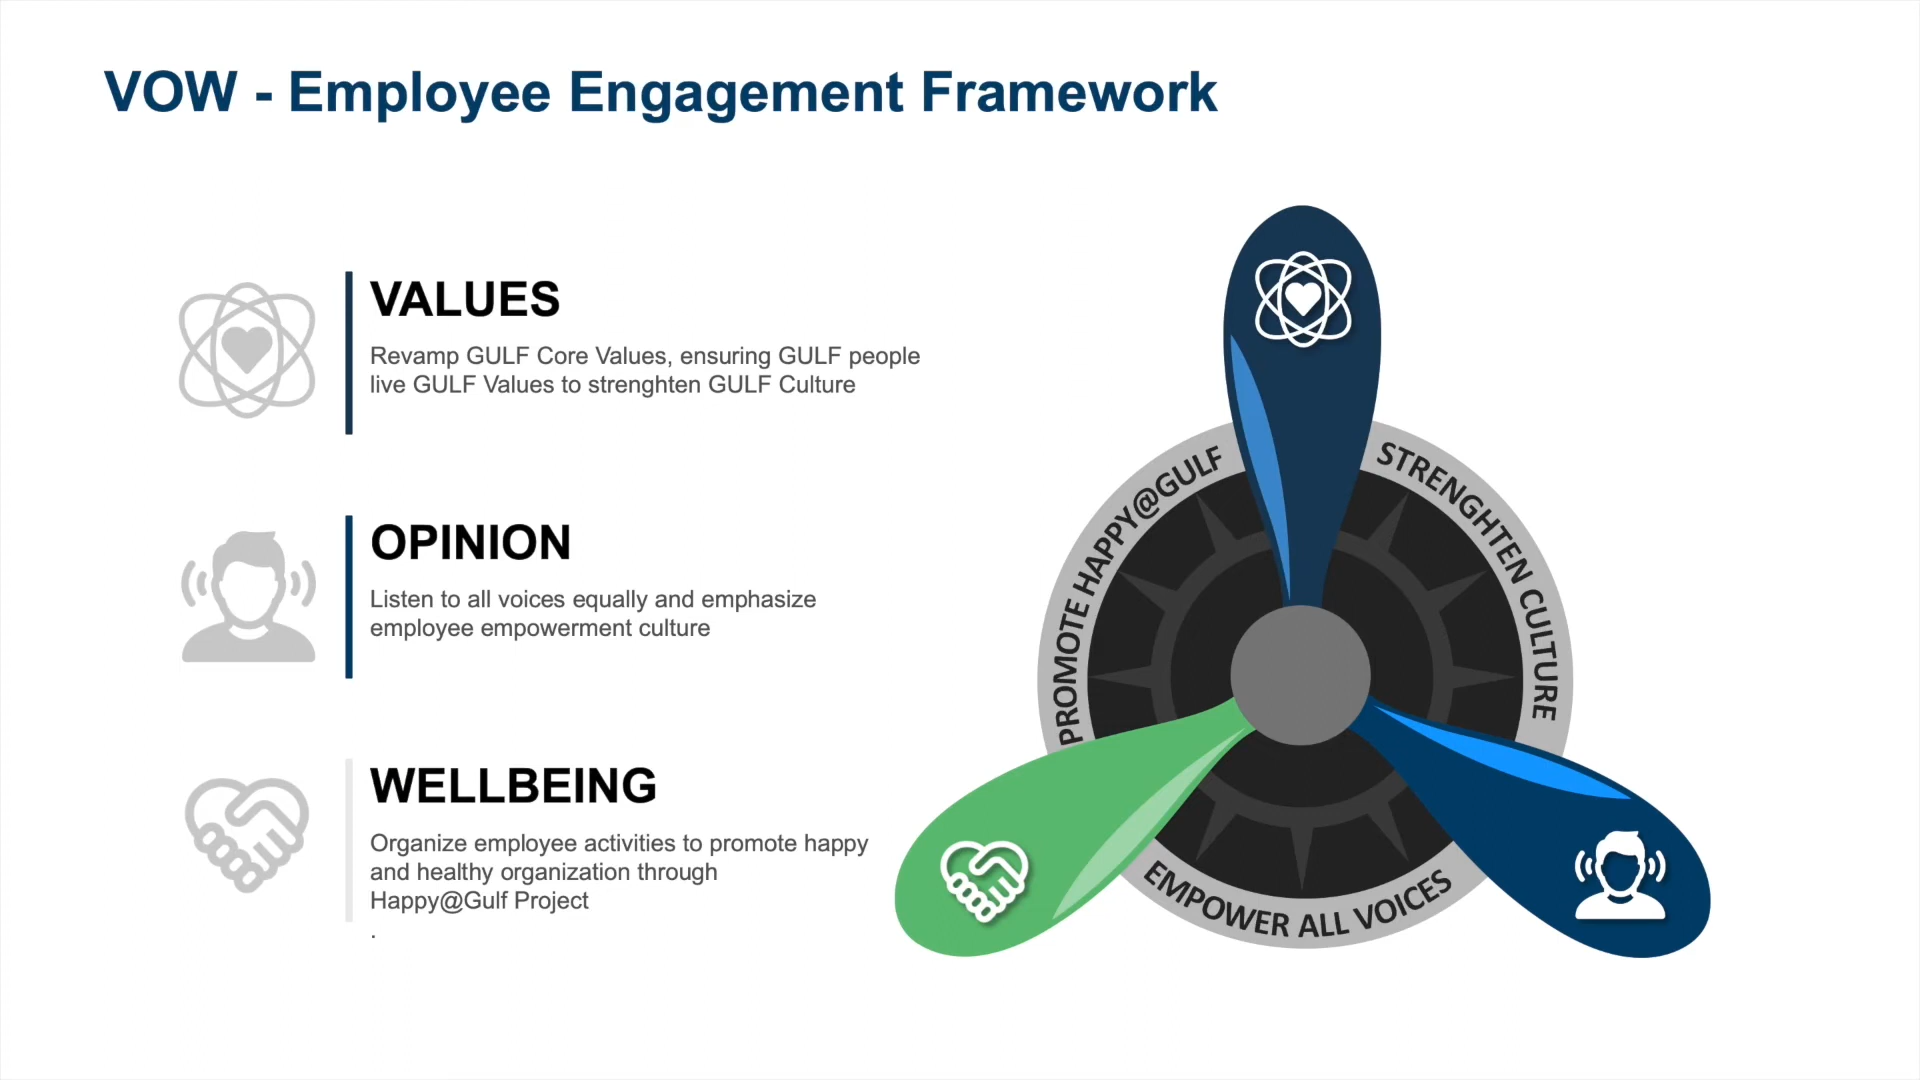 VOW - Employee Engagement Framework
VALUES
Revamp GULF Core Values, ensuring GULF people
live GULF Values to strenghten GULF Culture
OPINION
Listen to all voices equally and emphasize
employee empowerment culture
WELLBEING
Organize employee activities to promote happy
and healthy organization through
Happy@Gulf Project
.
PROMOTE HAPPY@GULF
STRENGHTEN CULTURE
EMPOWER ALL VOICES